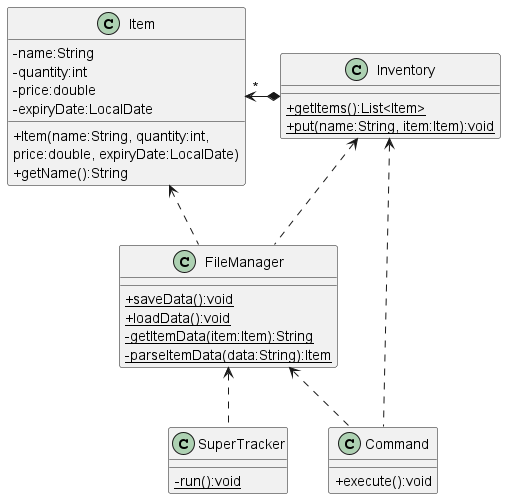 C Item
-name:String
-quantity:int
-price:double
-expiryDate:LocalDate
+Item(name:String, quantity:int,
price:double, expiryDate:LocalDate)
+getName():String
*
C Inventory
+getItems():List<Item>
+put(name:String, item:Item):void
C FileManager
+saveData():void
+loadData():void
-getItemData(item:Item):String
-parseItemData(data:String):Item
C SuperTracker
-run():void
C Command
+execute():void